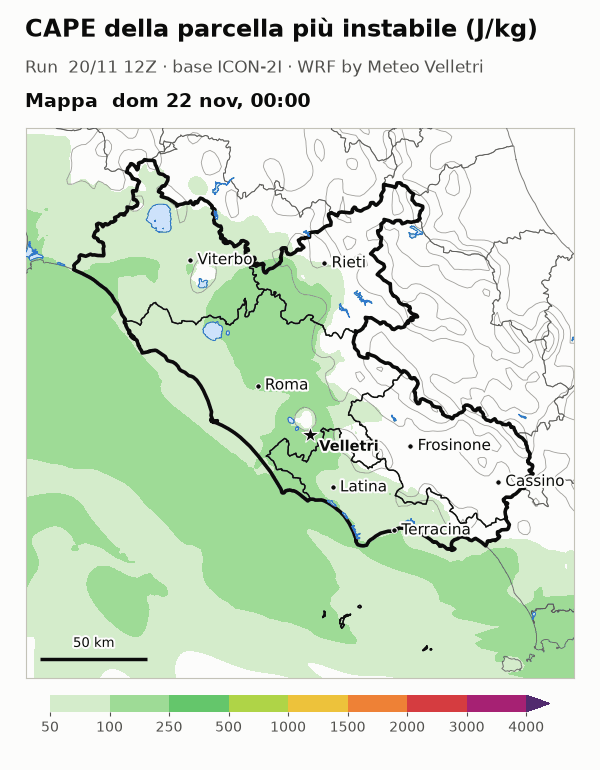 CAPE della parcella più instabile (J/kg)
Run  20/11 12Z · base ICON-2I · WRF by Meteo Velletri
Mappa  dom 22 nov, 00:00
Viterbo
Rieti
Roma
Velletri
Frosinone
Cassino
Latina
Terracina
50 km
50 100 250 500 1000 1500 2000 3000 4000